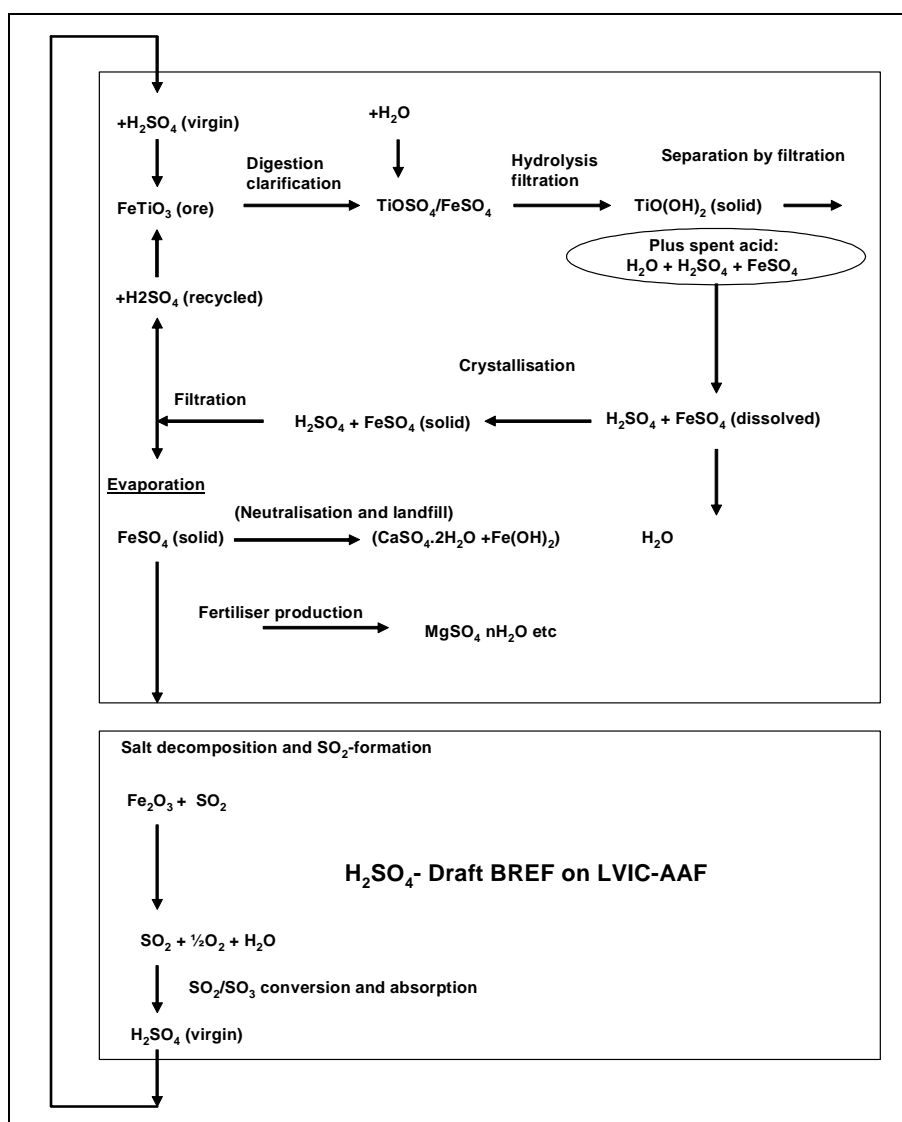 +H₂SO₄ (virgin)
+H₂O
Digestion
clarification
Hydrolysis
filtration
Separation by filtration
FeTiO₃ (ore)
TiOSO₄/FeSO₄
TiO(OH)₂ (solid)
Plus spent acid:
H₂O + H₂SO₄ + FeSO₄
+H2SO₄ (recycled)
Crystallisation
Filtration
H₂SO₄ + FeSO₄ (solid)
H₂SO₄ + FeSO₄ (dissolved)
Evaporation
(Neutralisation and landfill)
FeSO₄ (solid)
(CaSO₄.2H₂O +Fe(OH)₂)
H₂O
Fertiliser production
MgSO₄ nH₂O etc
Salt decomposition and SO₂-formation
Fe₂O₃ + SO₂
H₂SO₄- Draft BREF on LVIC-AAF
SO₂ + ½O₂ + H₂O
SO₂/SO₃ conversion and absorption
H₂SO₄ (virgin)